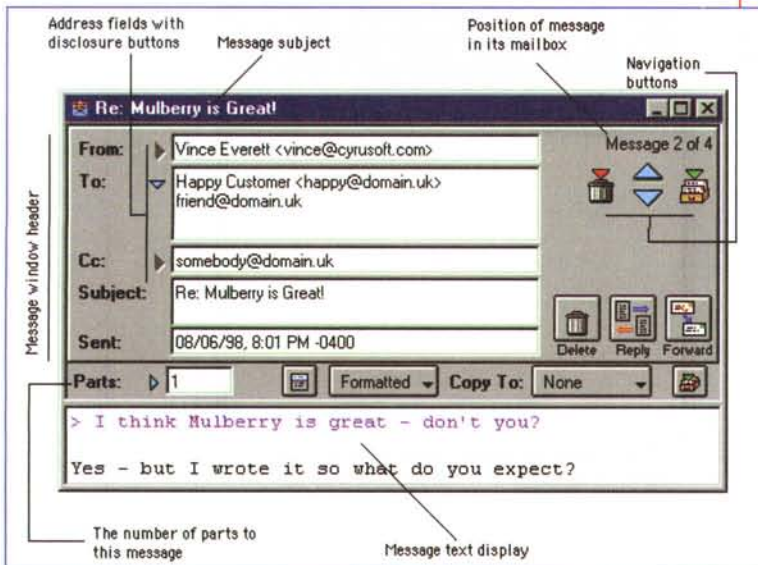 Address fields with
disclosure buttons
Message subject
Position of message
in its mailbox
Navigation
buttons
Re: Mulberry is Great!
Message window header
From: Vince Everett <vince@cyrusoft.com>
Message 2 of 4
To: Happy Customer <happy@domain.uk>
friend@domain.uk
Cc: somebody@domain.uk
Subject: Re: Mulberry is Great!
Sent: 08/06/98, 8:01 PM -0400
Delete Reply Forward
Parts: 1 Formatted Copy To: None
> I think Mulberry is great - don't you?
Yes - but I wrote it so what do you expect?
The number of parts to
this message
Message text display